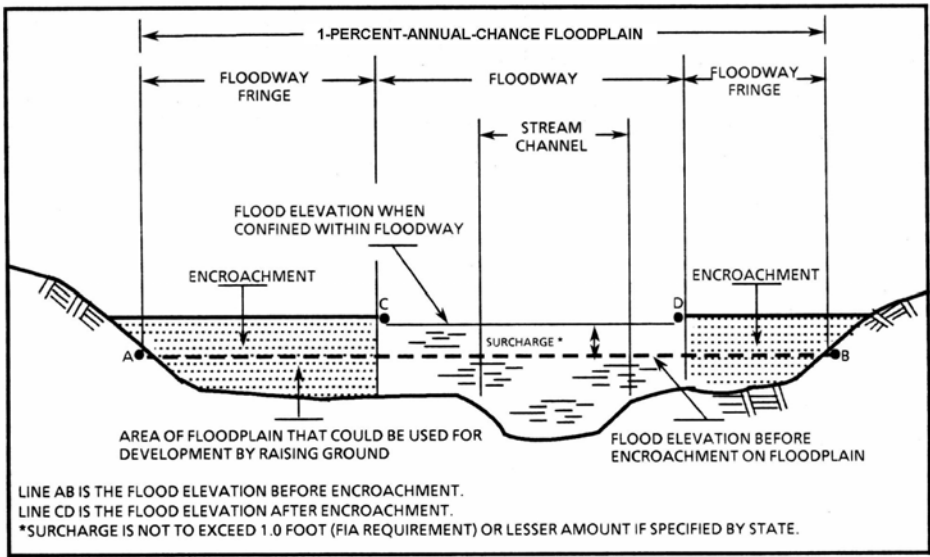 1-PERCENT-ANNUAL-CHANCE FLOODPLAIN
FLOODWAY
FRINGE
FLOODWAY
FLOODWAY
FRINGE
STREAM
CHANNEL
FLOOD ELEVATION WHEN
CONFINED WITHIN FLOODWAY
ENCROACHMENT
ENCROACHMENT
C
D
SURCHARGE *
A
B
AREA OF FLOODPLAIN THAT COULD BE USED FOR
DEVELOPMENT BY RAISING GROUND
FLOOD ELEVATION BEFORE
ENCROACHMENT ON FLOODPLAIN
LINE AB IS THE FLOOD ELEVATION BEFORE ENCROACHMENT.
LINE CD IS THE FLOOD ELEVATION AFTER ENCROACHMENT.
*SURCHARGE IS NOT TO EXCEED 1.0 FOOT (FIA REQUIREMENT) OR LESSER AMOUNT IF SPECIFIED BY STATE.